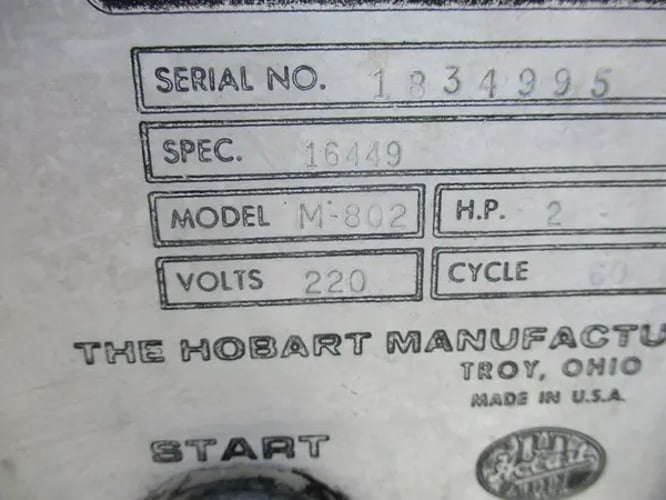 SERIAL NO. 1834995
SPEC. 16449
MODEL M-802 H.P. 2
VOLTS 220 CYCLE 60
THE HOBART MANUFACTU
TROY, OHIO
MADE IN U.S.A.
START
Hobart